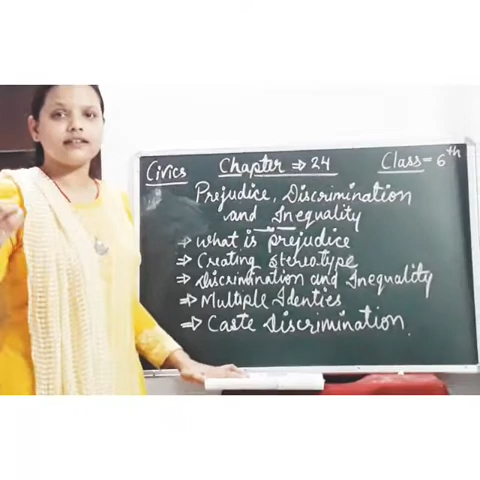 Civics Chapter ⇒ 24 Class = 6th
Prejudice, Discrimination
and Inequality
⇒ What is prejudice
⇒ Creating stereotype
⇒ Discrimination and Inequality
⇒ Multiple Identies
⇒ Caste Discrimination.